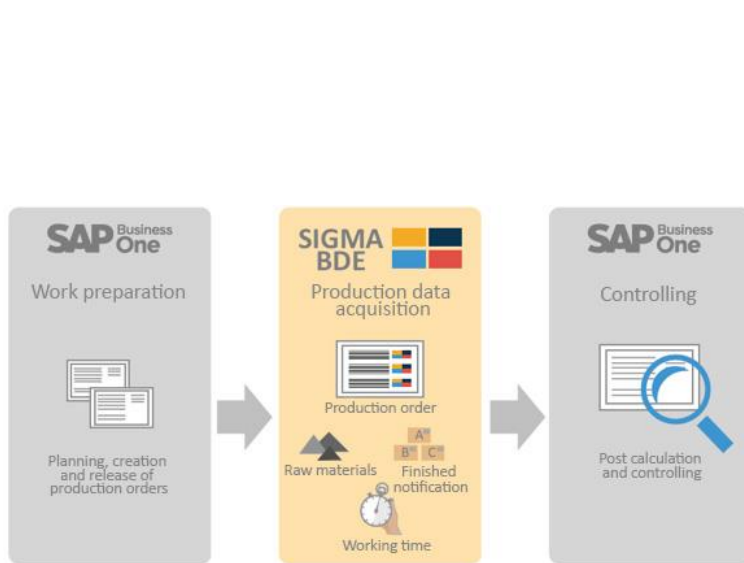 SAP Business One
Work preparation
Planning, creation
and release of
production orders
SIGMA
BDE
Production data
acquisition
Production order
Raw materials
A
B C
Finished
notification
Working time
SAP Business One
Controlling
Post calculation
and controlling